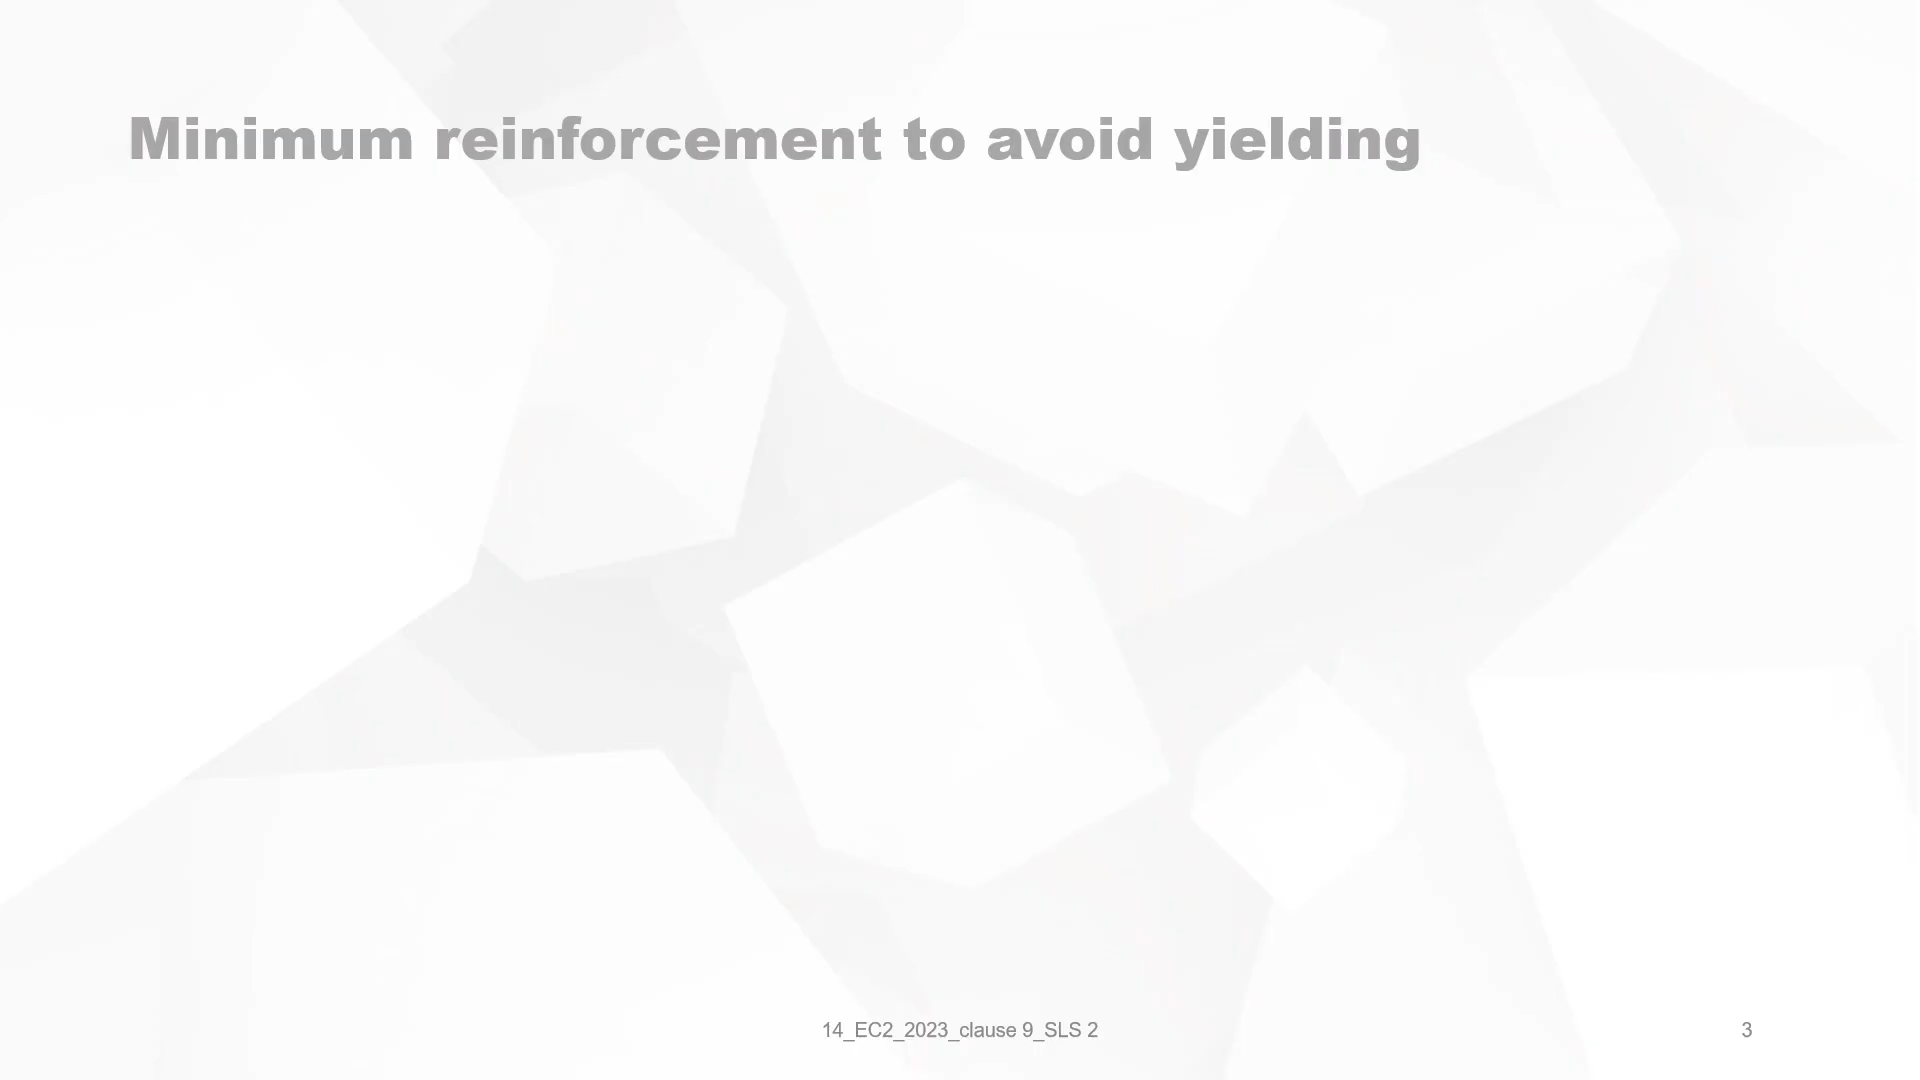 Minimum reinforcement to avoid yielding
14_EC2_2023_clause 9_SLS 2
3